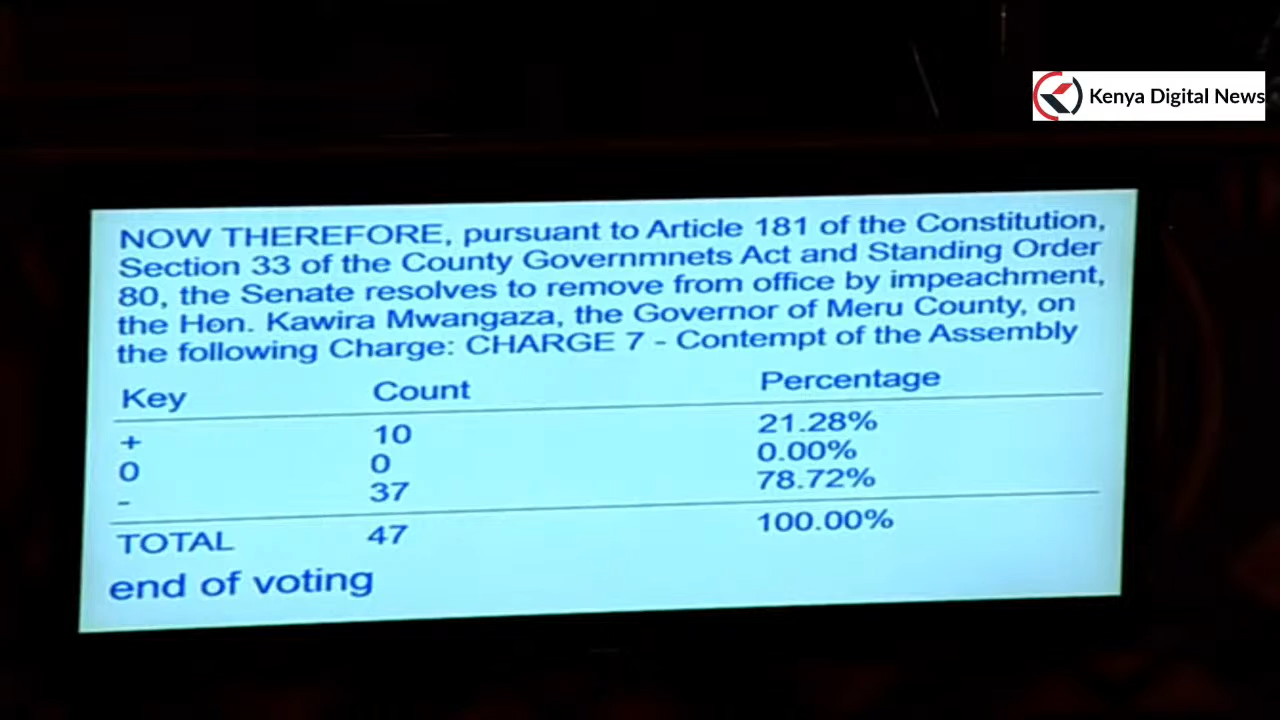 Kenya Digital News
NOW THEREFORE, pursuant to Article 181 of the Constitution,
Section 33 of the County Governmnets Act and Standing Order
80, the Senate resolves to remove from office by impeachment,
the Hon. Kawira Mwangaza, the Governor of Meru County, on
the following Charge: CHARGE 7 - Contempt of the Assembly
Key Count Percentage
+ 10 21.28%
0 0 0.00%
- 37 78.72%
TOTAL 47 100.00%
end of voting